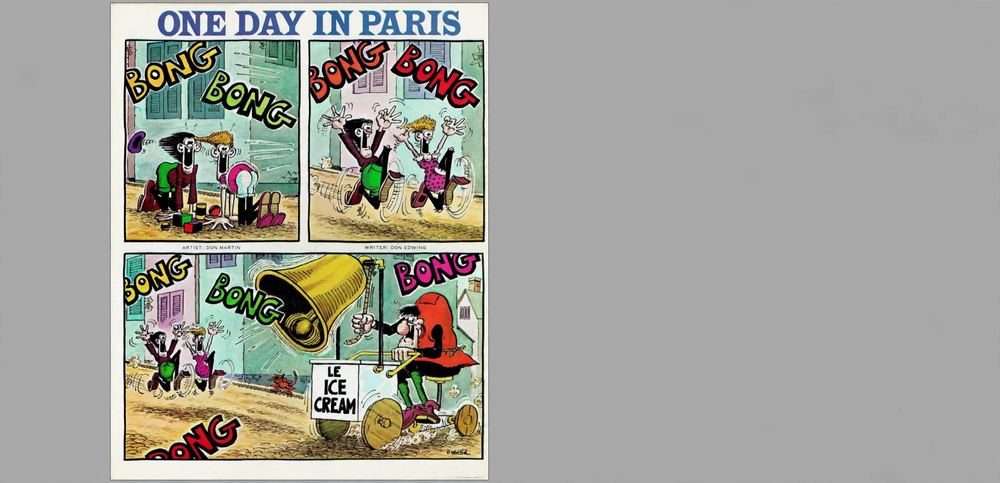 ONE DAY IN PARIS
BONG
BONG
BONG
BONG
ARTIST: DON MARTIN
WRITER: DON EDWING
BONG
BONG
BONG
LE
ICE
CREAM
BONG